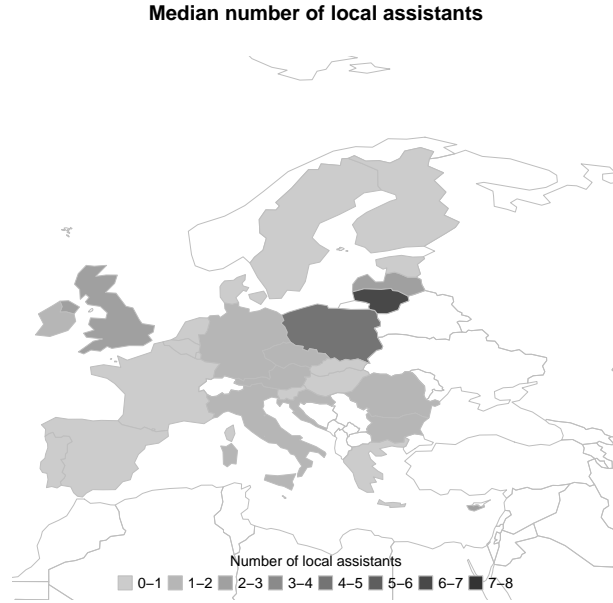 Median number of local assistants
Number of local assistants
0–1 1–2 2–3 3–4 4–5 5–6 6–7 7–8